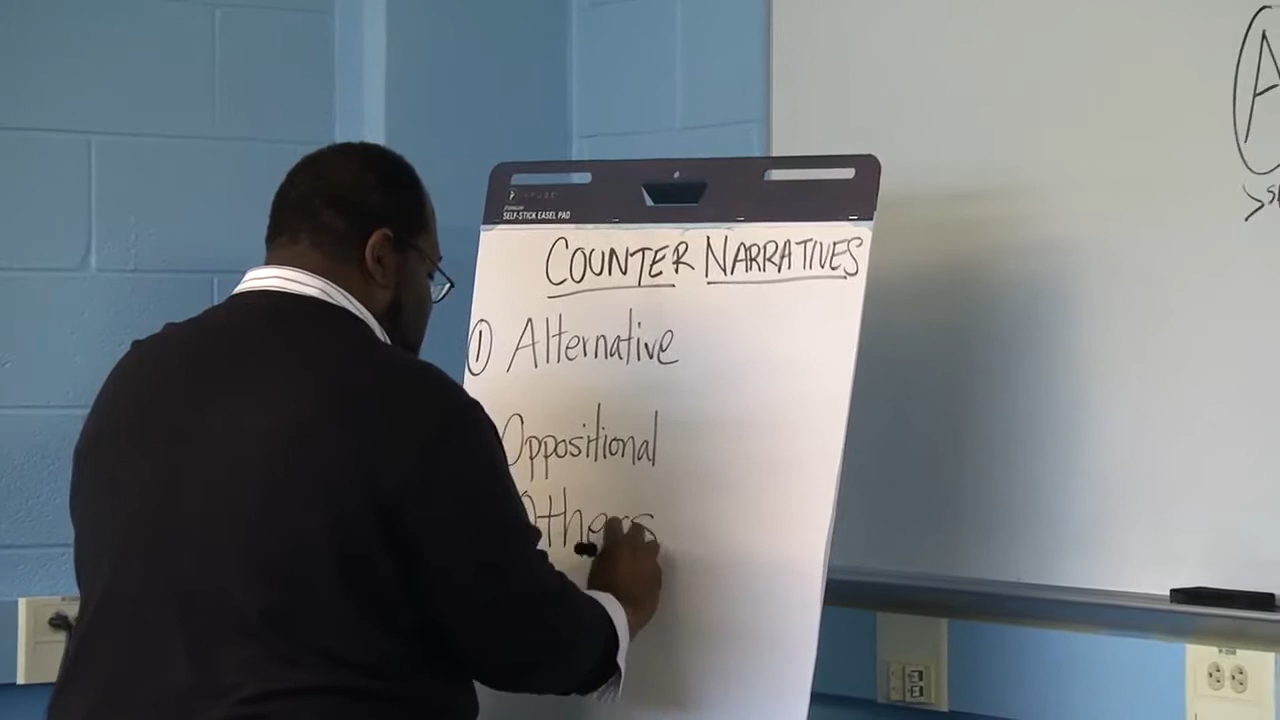 SELF-STICK EASEL PAD
COUNTER NARRATIVES
① Alternative
Oppositional
Others
A